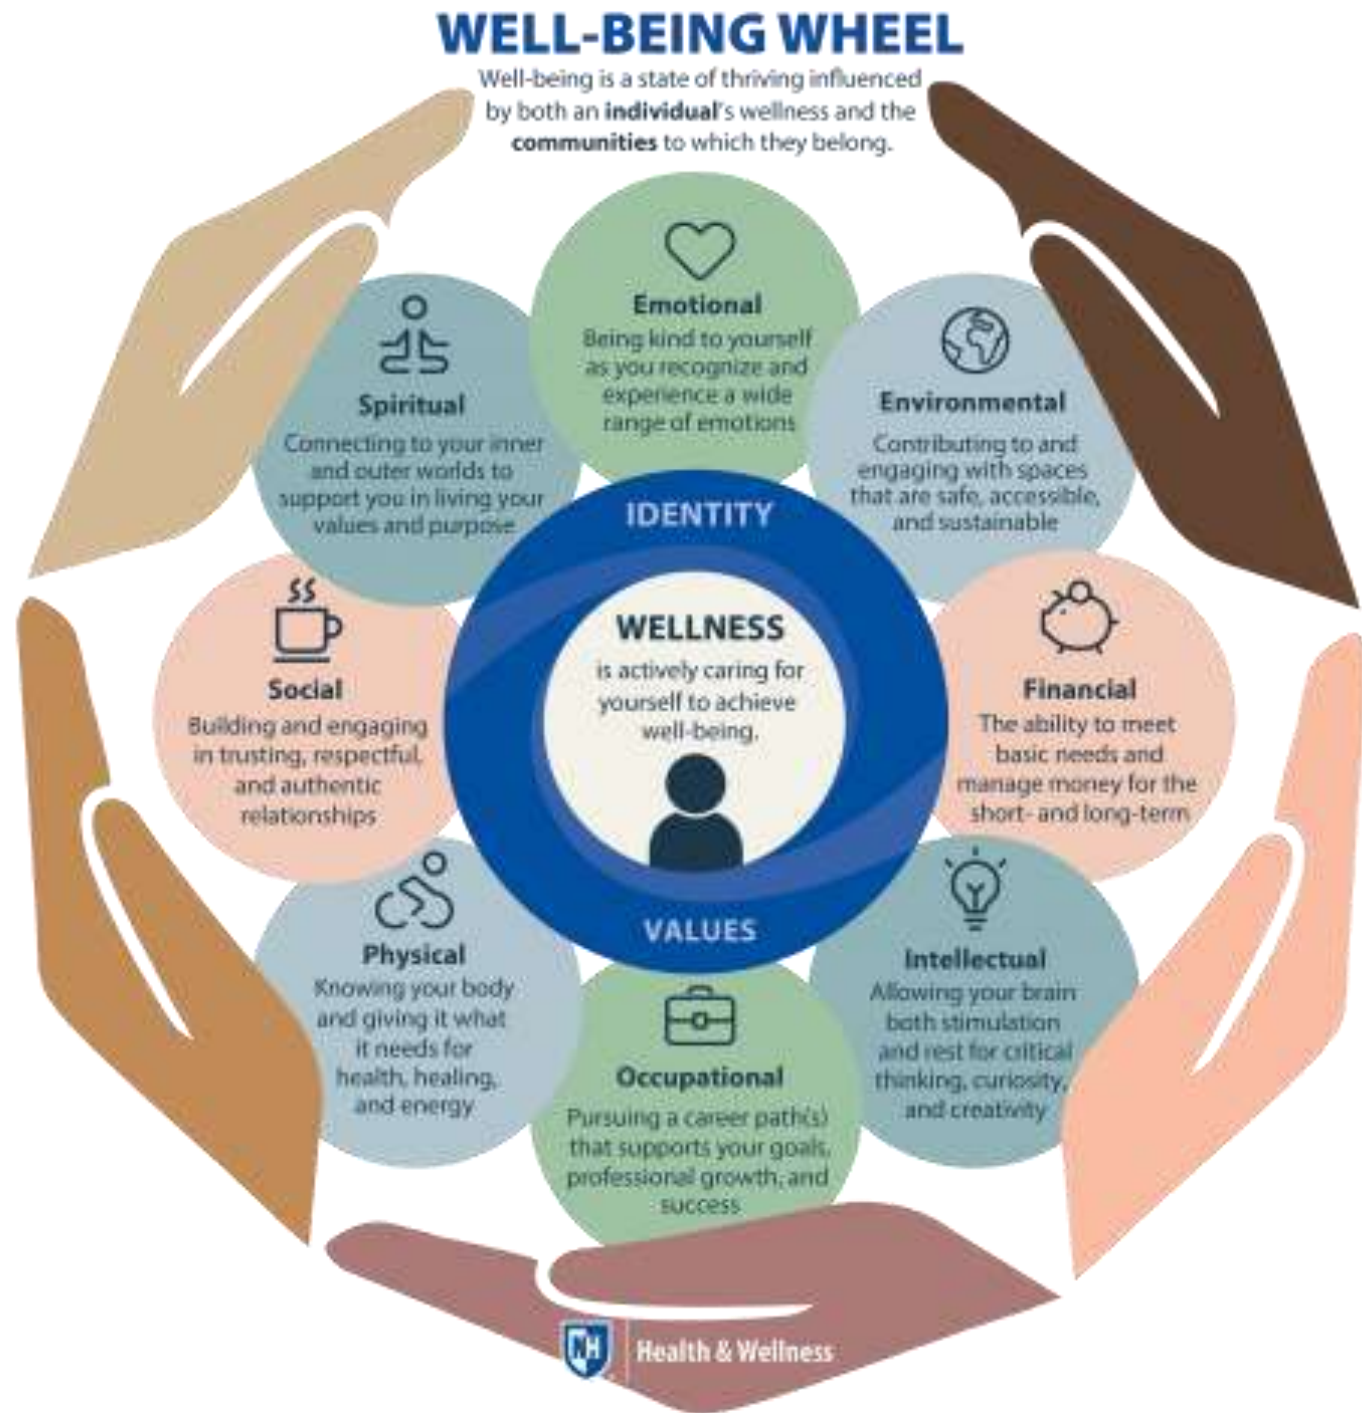 WELL-BEING WHEEL
Well-being is a state of thriving influenced
by both an individual's wellness and the
communities to which they belong.
Emotional
Being kind to yourself
as you recognize and
experience a wide
range of emotions
Environmental
Contributing to and
engaging with spaces
that are safe, accessible,
and sustainable
Financial
The ability to meet
basic needs and
manage money for the
short- and long-term
Intellectual
Allowing your brain
both stimulation
and rest for critical
thinking, curiosity,
and creativity
Occupational
Pursuing a career path(s)
that supports your goals,
professional growth, and
success
Physical
Knowing your body
and giving it what
it needs for
health, healing,
and energy
Social
Building and engaging
in trusting, respectful,
and authentic
relationships
Spiritual
Connecting to your inner
and outer worlds to
support you in living your
values and purpose
IDENTITY
WELLNESS
is actively caring for
yourself to achieve
well-being.
VALUES
NH
Health & Wellness